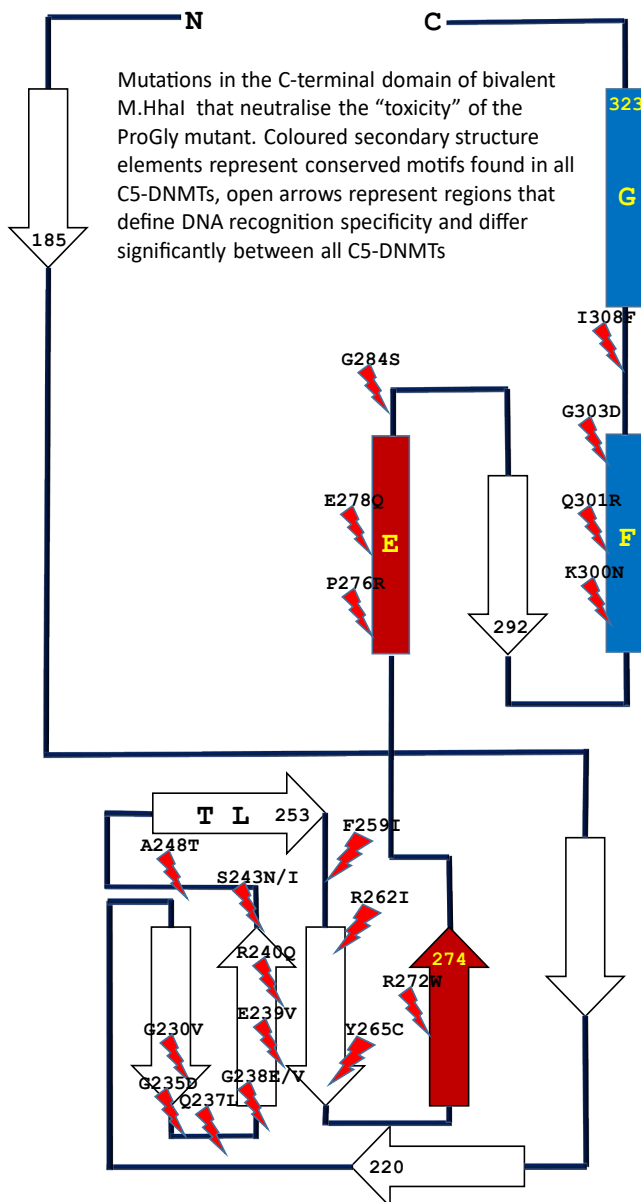 N
C
Mutations in the C-terminal domain of bivalent
M.HhaI that neutralise the “toxicity” of the
ProGly mutant. Coloured secondary structure
elements represent conserved motifs found in all
C5-DNMTs, open arrows represent regions that
define DNA recognition specificity and differ
significantly between all C5-DNMTs
323
G
185
I308F
G284S
G303D
E278Q
E
Q301R
F
P276R
K300N
292
T L 253
F259I
A248T
S243N/I
R262I
R240Q
274
R272W
E239V
Y265C
G230V
G238E/V
G235D
Q237L
220